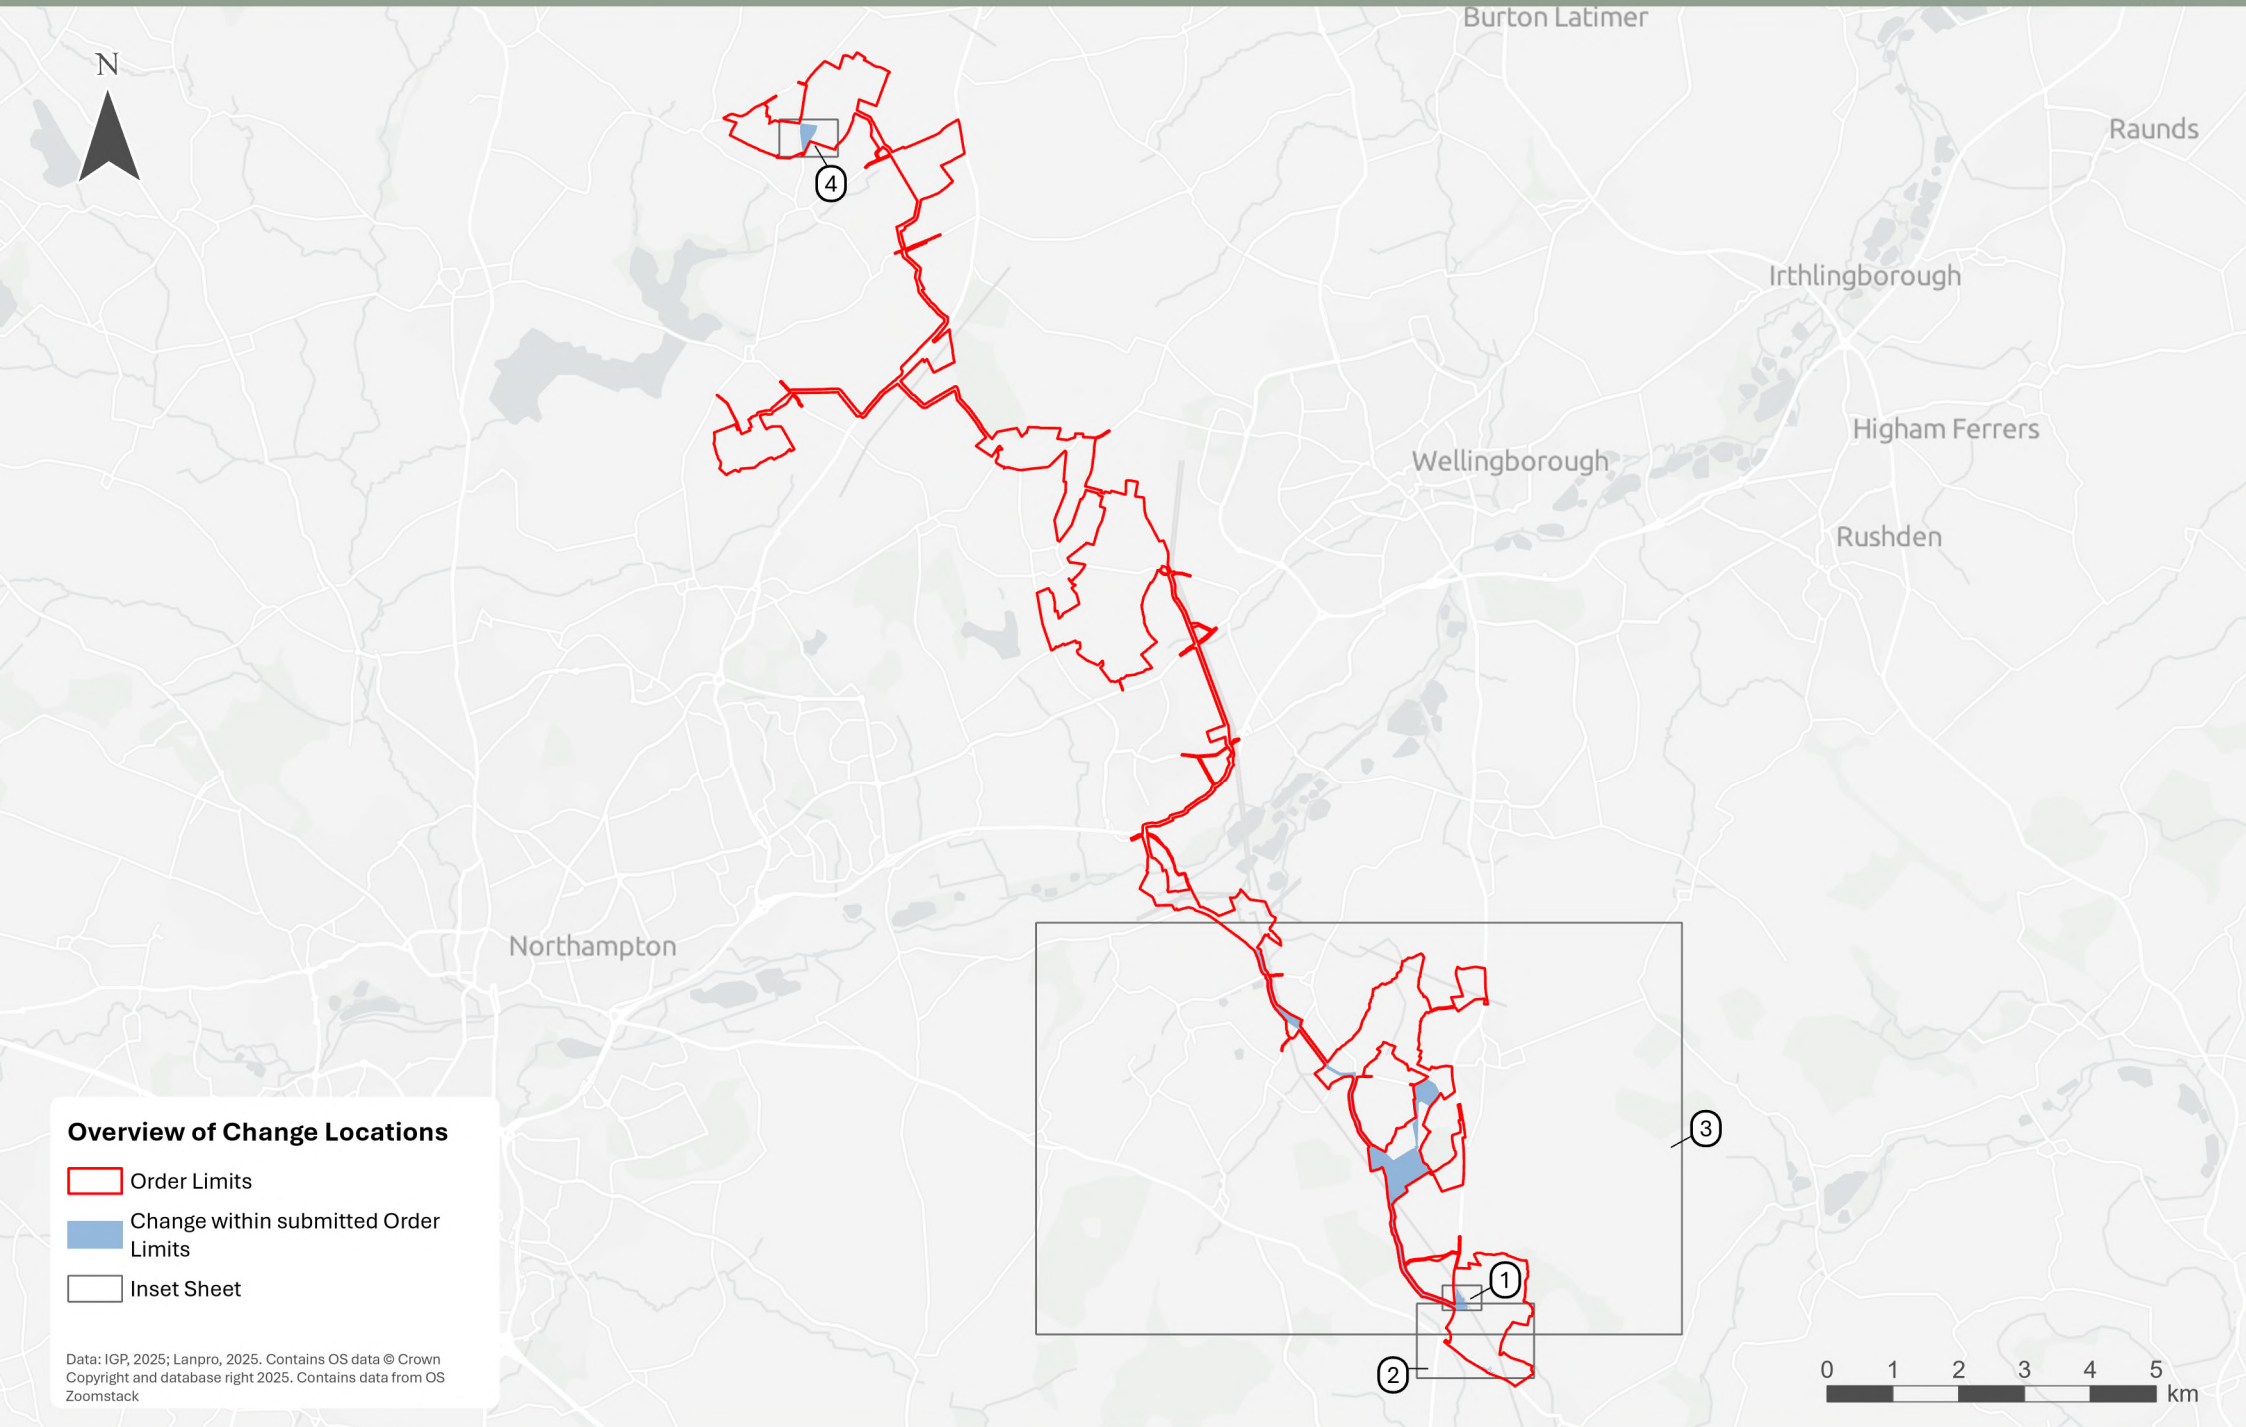 Burton Latimer
N
Raunds
4
Irthlingborough
Higham Ferrers
Wellingborough
Rushden
Northampton
3
1
2
Overview of Change Locations
Order Limits
Change within submitted Order
Limits
Inset Sheet
Data: IGP, 2025; Lanpro, 2025. Contains OS data © Crown
Copyright and database right 2025. Contains data from OS
Zoomstack
0 1 2 3 4 5
km